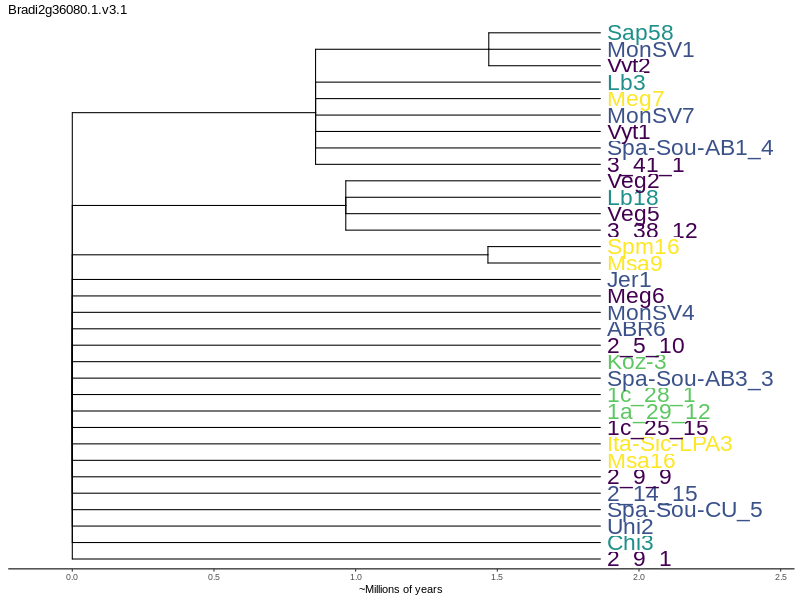 Bradi2g36080.1.v3.1
Sap58
MonSV1
Vyt2
Lb3
Meg7
MonSV7
Vyt1
Spa-Sou-AB1_4
3_41_1
Veg2
Lb18
Veg5
3_38_12
Spm16
Msa9
Jer1
Meg6
MonSV4
ABR6
2_5_10
Koz-3
Spa-Sou-AB3_3
1c_28_1
1a_29_12
1c_25_15
Ita-Sic-LPA3
Msa16
2_9_9
2_14_15
Spa-Sou-CU_5
Uni2
Chi3
2_9_1
0.0 0.5 1.0 1.5 2.0 2.5
~Millions of years